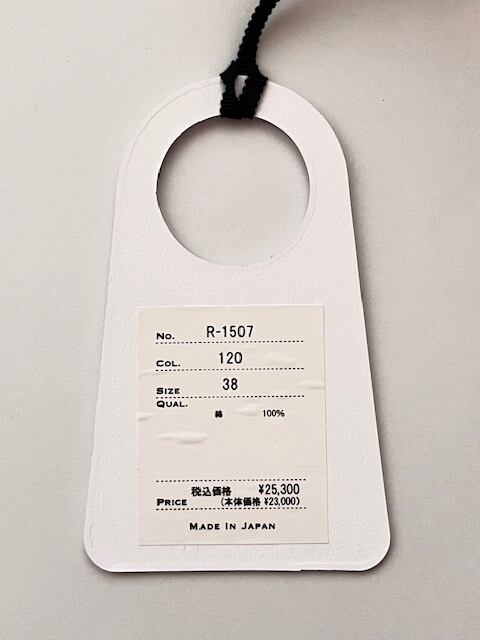 No. R-1507
COL. 120
SIZE 38
QUAL.
綿 100%
税込価格 ¥25,300
PRICE (本体価格 ¥23,000)
MADE IN JAPAN